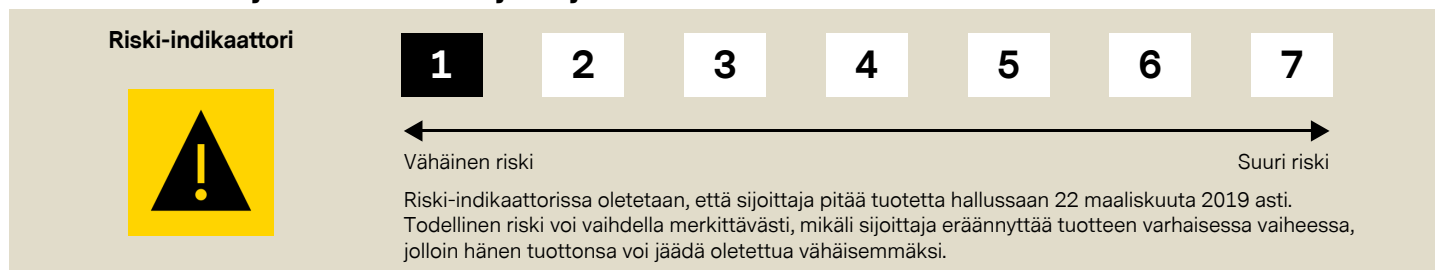 Riski-indikaattori
1 2 3 4 5 6 7
Vähäinen riski Suuri riski
Riski-indikaattorissa oletetaan, että sijoittaja pitää tuotetta hallussaan 22 maaliskuuta 2019 asti.
Todellinen riski voi vaihdella merkittävästi, mikäli sijoittaja eräännyttää tuotteen varhaisessa vaiheessa,
jolloin hänen tuottonsa voi jäädä oletettua vähäisemmäksi.